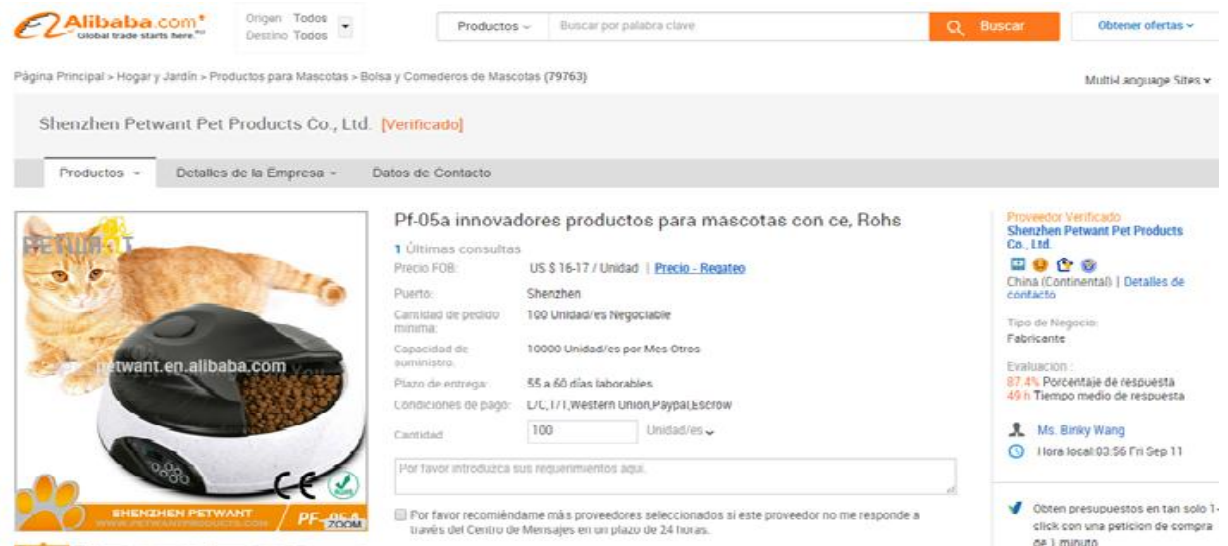 Alibaba.com®
Global trade starts here.™
Origen Todos
Destino Todos
Productos
Buscar por palabra clave
Buscar
Obtener ofertas
Página Principal > Hogar y Jardín > Productos para Mascotas > Bolsa y Comederos de Mascotas (79763)
Multi-Language Sites
Shenzhen Petwant Pet Products Co., Ltd. [Verificado]
Productos
Detalles de la Empresa
Datos de Contacto
PETWANT
petwant.en.alibaba.com
CE
SHENZHEN PETWANT
WWW.PETWANTPRODUCTS.COM
PF-05A
ZOOM
Pf-05a innovadores productos para mascotas con ce, Rohs
1 Últimas consultas
Precio FOB: US $ 16-17 / Unidad | Precio - Regateo
Puerto: Shenzhen
Cantidad de pedido mínima: 100 Unidad/es Negociable
Capacidad de suministro: 10000 Unidad/es por Mes Otros
Plazo de entrega: 55 a 60 días laborables
Condiciones de pago: L/C,T/T,Western Union,Paypal,Escrow
Cantidad 100 Unidad/es
Por favor introduzca sus requerimientos aquí.
Por favor recomiéndame más proveedores seleccionados si este proveedor no me responde a
través del Centro de Mensajes en un plazo de 24 horas.
Proveedor Verificado
Shenzhen Petwant Pet Products
Co., Ltd.
China (Continental) | Detalles de
contacto
Tipo de Negocio:
Fabricante
Evaluacion :
87.4% Porcentaje de respuesta
49 h Tiempo medio de respuesta
Ms. Binky Wang
Hora local:03:56 Fri Sep 11
Obten presupuestos en tan solo 1-
click con una peticion de compra
de 1 minuto